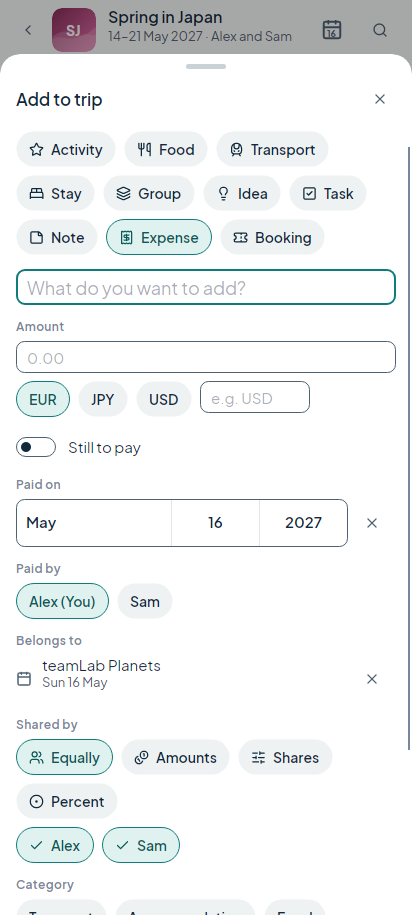 SJ
Spring in Japan
14–21 May 2027 · Alex and Sam
16
Add to trip
Activity
Food
Transport
Stay
Group
Idea
Task
Note
Expense
Booking
What do you want to add?
Amount
0.00
EUR
JPY
USD
e.g. USD
Still to pay
Paid on
May
16
2027
Paid by
Alex (You)
Sam
Belongs to
teamLab Planets
Sun 16 May
Shared by
Equally
Amounts
Shares
Percent
Alex
Sam
Category